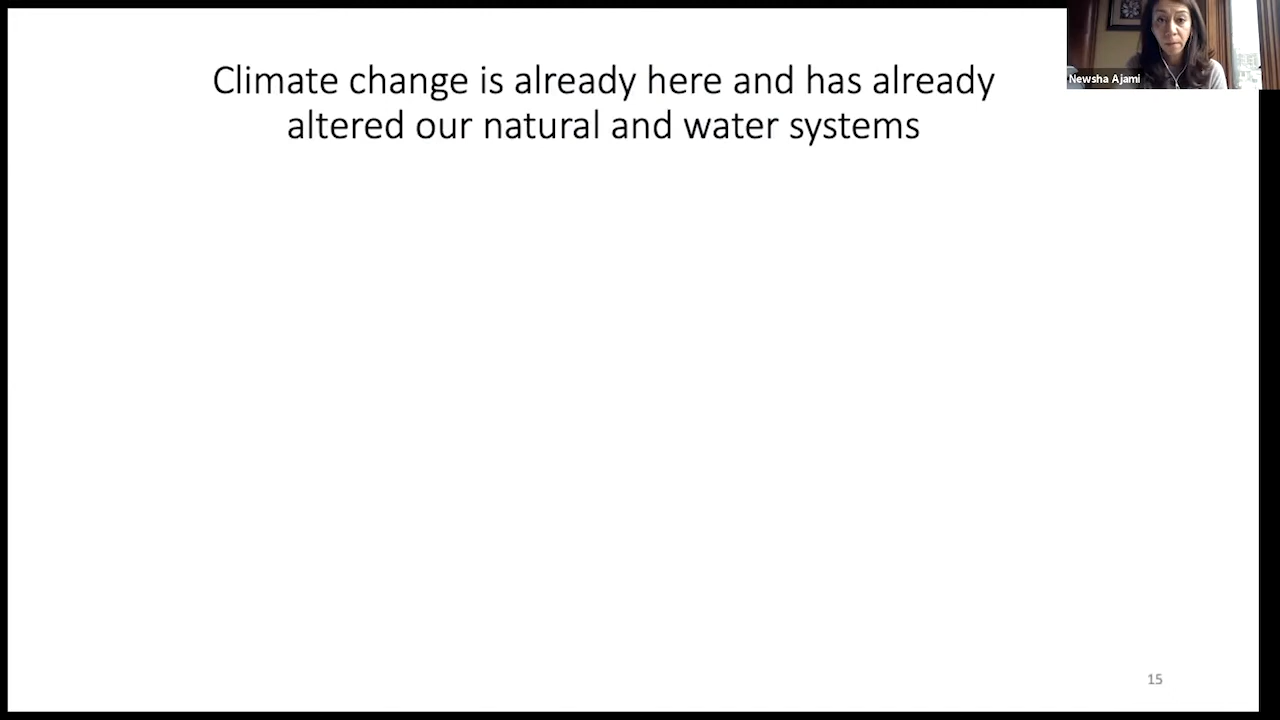 Climate change is already here and has already
altered our natural and water systems
Newsha Ajami
15